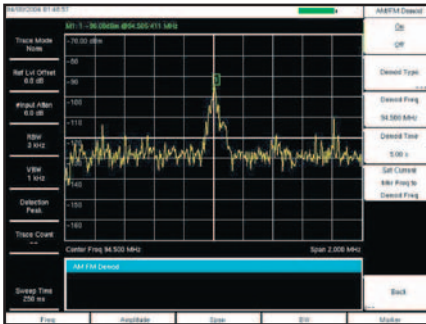 AM/FM Demod
On
Off
Trace Mode
Norm
-70.00 dBm
-80
Ref Lvl Offset
0.0 dB
Demod Type...
-90
#Input Atten
0.0 dB
-100
Demod Freq
94.500 MHz
-110
RBW
3 kHz
-120
Demod Time
5.00 s
-130
VBW
1 kHz
-140
Set Current
Mkr Freq to
Demod Freq
Detection
Peak
-150
Trace Count
--
-160
Center Freq 94.500 MHz
Span 2.000 MHz
AM FM Demod
Sweep Time
250 ms
Back
Freq
Amplitude
Span
BW
Marker